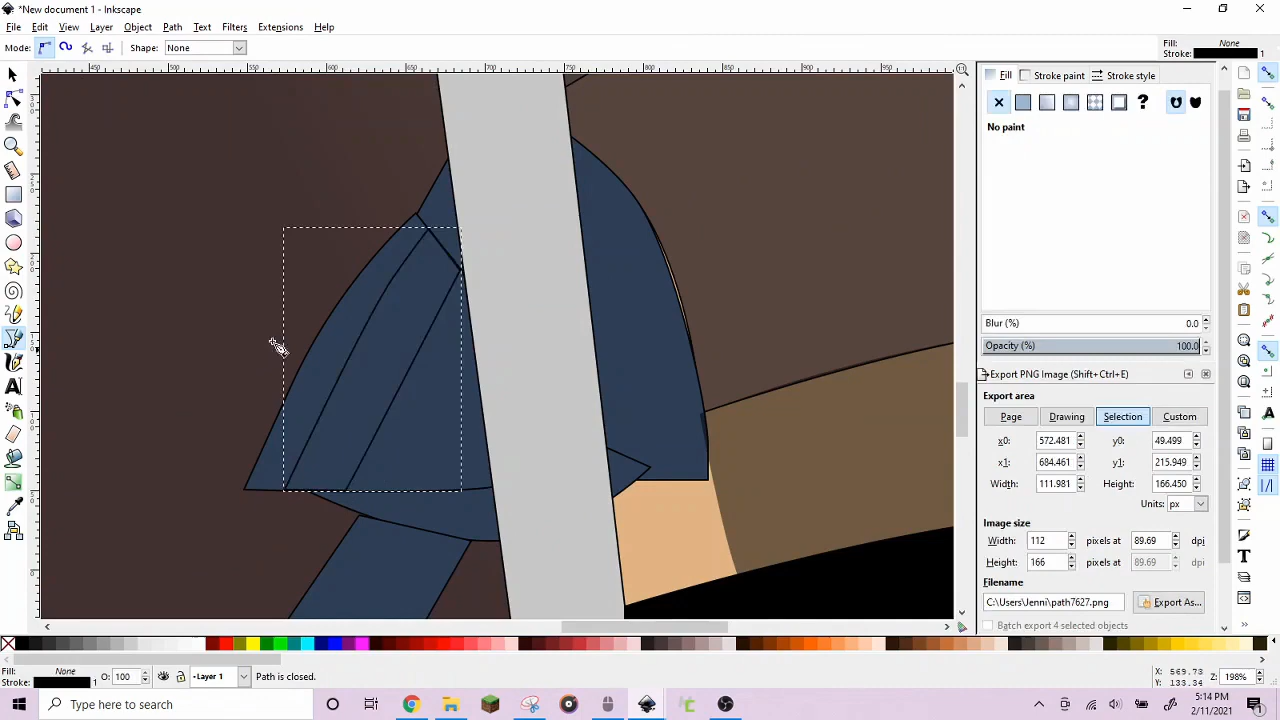 *New document 1 - Inkscape
File Edit View Layer Object Path Text Filters Extensions Help
Mode: Shape: None
Fill: None
Stroke: 1
Fill Stroke paint Stroke style
?
No paint
Blur (%) 0.0
Opacity (%) 100.0
Export PNG Image (Shift+Ctrl+E)
Export area
Page Drawing Selection Custom
x0: 572.481 y0: 49.499
x1: 684.461 y1: 215.949
Width: 111.981 Height: 166.450
Units: px
Image size
Width: 112 pixels at 89.69 dpi
Height: 166 pixels at 89.69 dpi
Filename
C:\Users\Jenni\path7627.png Export As...
Batch export 4 selected objects
Fill: None
Stroke: 1 O: 100 Layer 1 Path is closed.
X: 563.73
Y: 133.34 Z: 198%
Type here to search
5:14 PM
2/11/2021